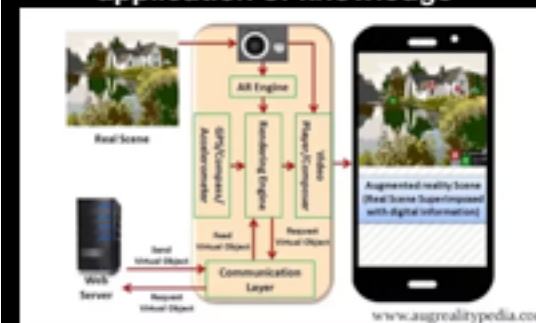 application of knowledge
AR Engine
Real Scene
GPS/Compass/
Accelerometer
Rendering Engine
Video
Player/Composer
Augmented reality Scene
(Real Scene Superimposed
with digital information)
Feed
Virtual Object
Request
Virtual Object
Send
Virtual Object
Web
Server
Communication
Layer
Request
Virtual Object
www.augrealitypedia.com